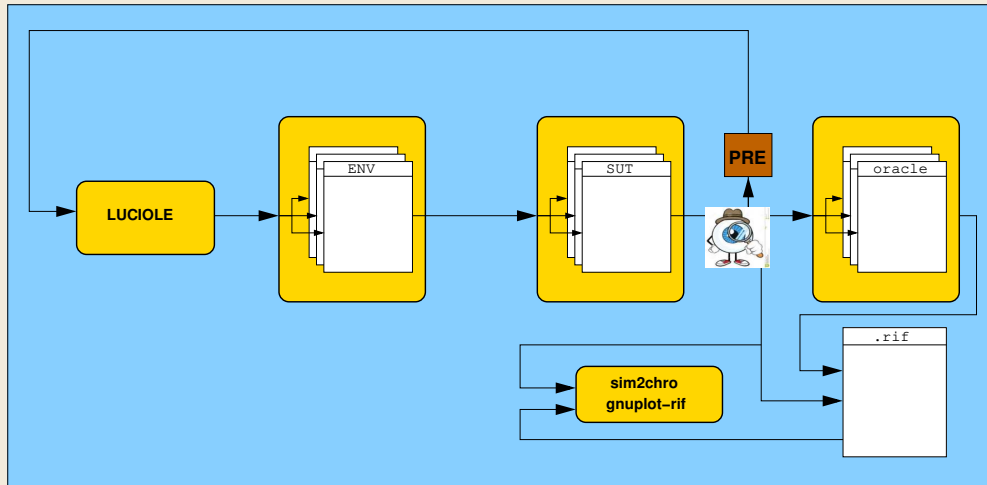 PRE
ENV
SUT
oracle
LUCIOLE
.rif
sim2chro
gnuplot−rif